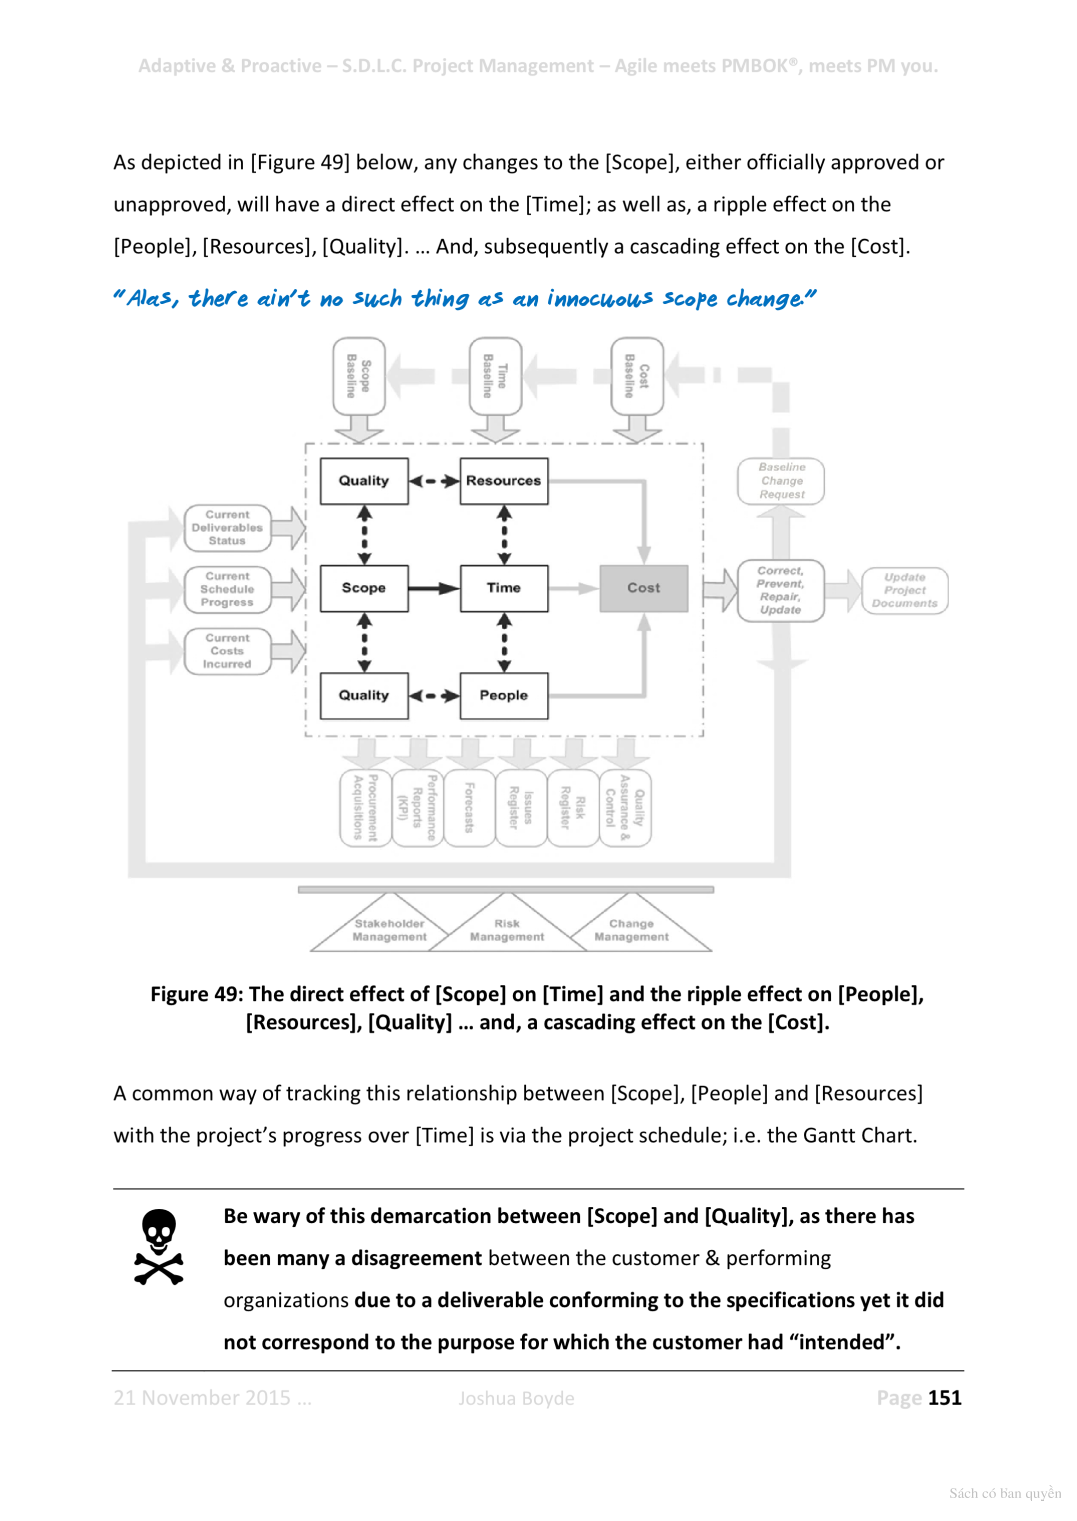 Adaptive & Proactive – S.D.L.C. Project Management – Agile meets PMBOK®, meets PM you.
As depicted in [Figure 49] below, any changes to the [Scope], either officially approved or
unapproved, will have a direct effect on the [Time]; as well as, a ripple effect on the
[People], [Resources], [Quality]. ... And, subsequently a cascading effect on the [Cost].
"Alas, there ain't no such thing as an innocuous scope change."
Scope
Baseline
Time
Baseline
Cost
Baseline
Baseline
Change
Request
Quality
Resources
Current
Deliverables
Status
Current
Schedule
Progress
Scope
Time
Cost
Correct,
Prevent,
Repair,
Update
Update
Project
Documents
Current
Costs
Incurred
Quality
People
Procurement
Acquisitions
Performance
Reports
(KPI)
Forecasts
Issues
Register
Risk
Register
Quality
Assurance &
Control
Stakeholder
Management
Risk
Management
Change
Management
Figure 49: The direct effect of [Scope] on [Time] and the ripple effect on [People],
[Resources], [Quality] ... and, a cascading effect on the [Cost].
A common way of tracking this relationship between [Scope], [People] and [Resources]
with the project's progress over [Time] is via the project schedule; i.e. the Gantt Chart.
Be wary of this demarcation between [Scope] and [Quality], as there has
been many a disagreement between the customer & performing
organizations due to a deliverable conforming to the specifications yet it did
not correspond to the purpose for which the customer had “intended”.
21 November 2015 ...
Joshua Boyde
Page 151
Sách có bản quyền